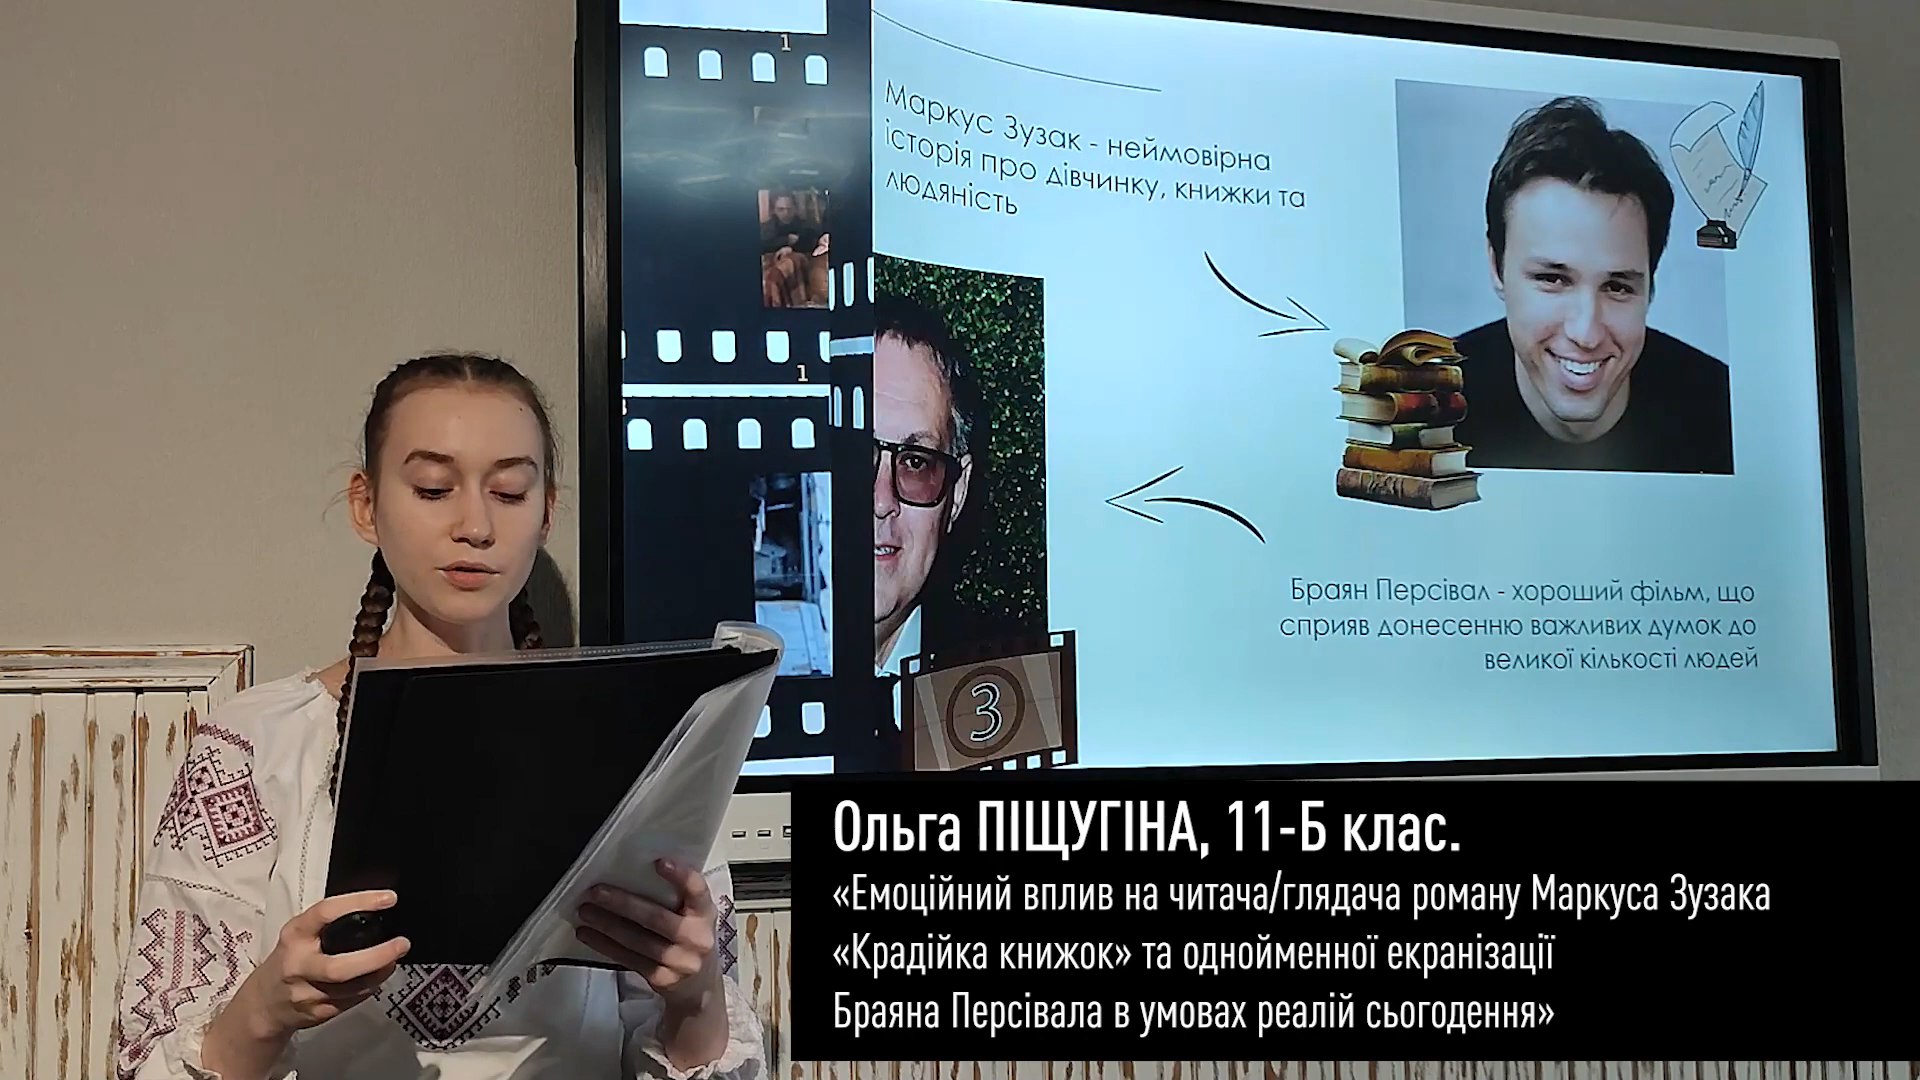 1
1
Маркус Зузак - неймовірна
історія про дівчинку, книжки та
людяність
Браян Персівал - хороший фільм, що
сприяв донесенню важливих думок до
великої кількості людей
3
Ольга ПІЩУГІНА, 11-Б клас.
«Емоційний вплив на читача/глядача роману Маркуса Зузака
«Крадійка книжок» та однойменної екранізації
Браяна Персівала в умовах реалій сьогодення»